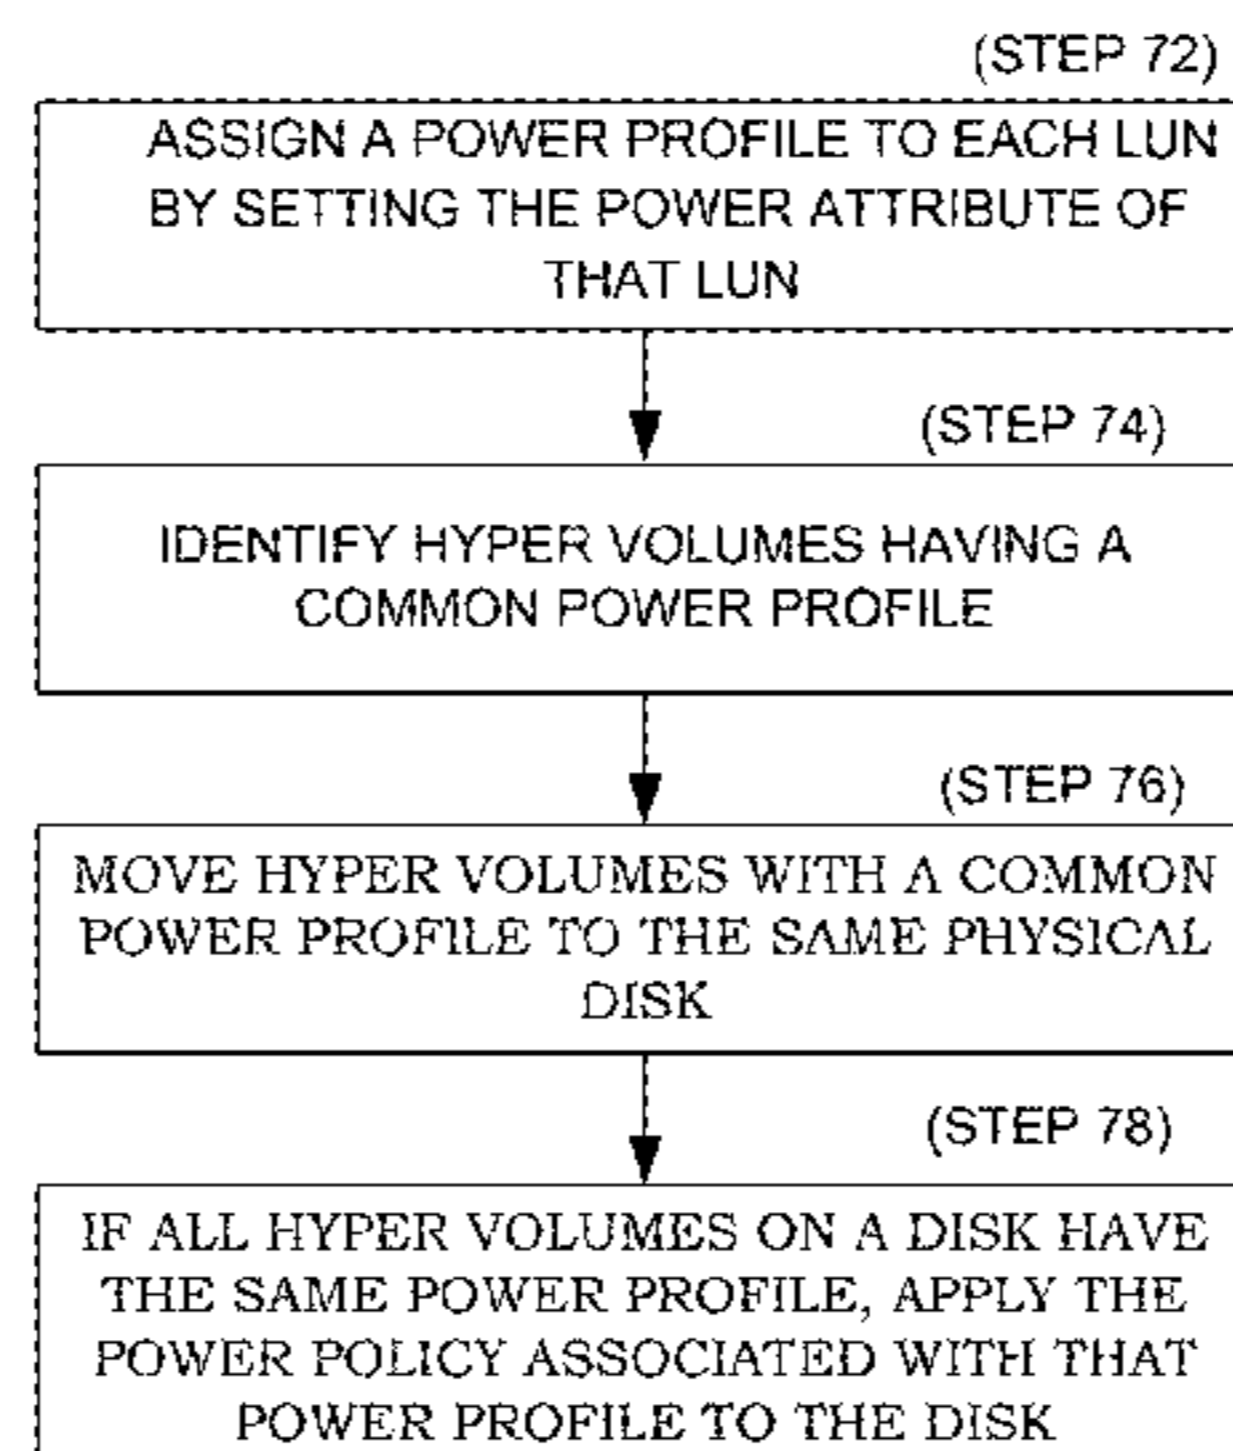 (STEP 72)
ASSIGN A POWER PROFILE TO EACH LUN
BY SETTING THE POWER ATTRIBUTE OF
THAT LUN
(STEP 74)
IDENTIFY HYPER VOLUMES HAVING A
COMMON POWER PROFILE
(STEP 76)
MOVE HYPER VOLUMES WITH A COMMON
POWER PROFILE TO THE SAME PHYSICAL
DISK
(STEP 78)
IF ALL HYPER VOLUMES ON A DISK HAVE
THE SAME POWER PROFILE, APPLY THE
POWER POLICY ASSOCIATED WITH THAT
POWER PROFILE TO THE DISK